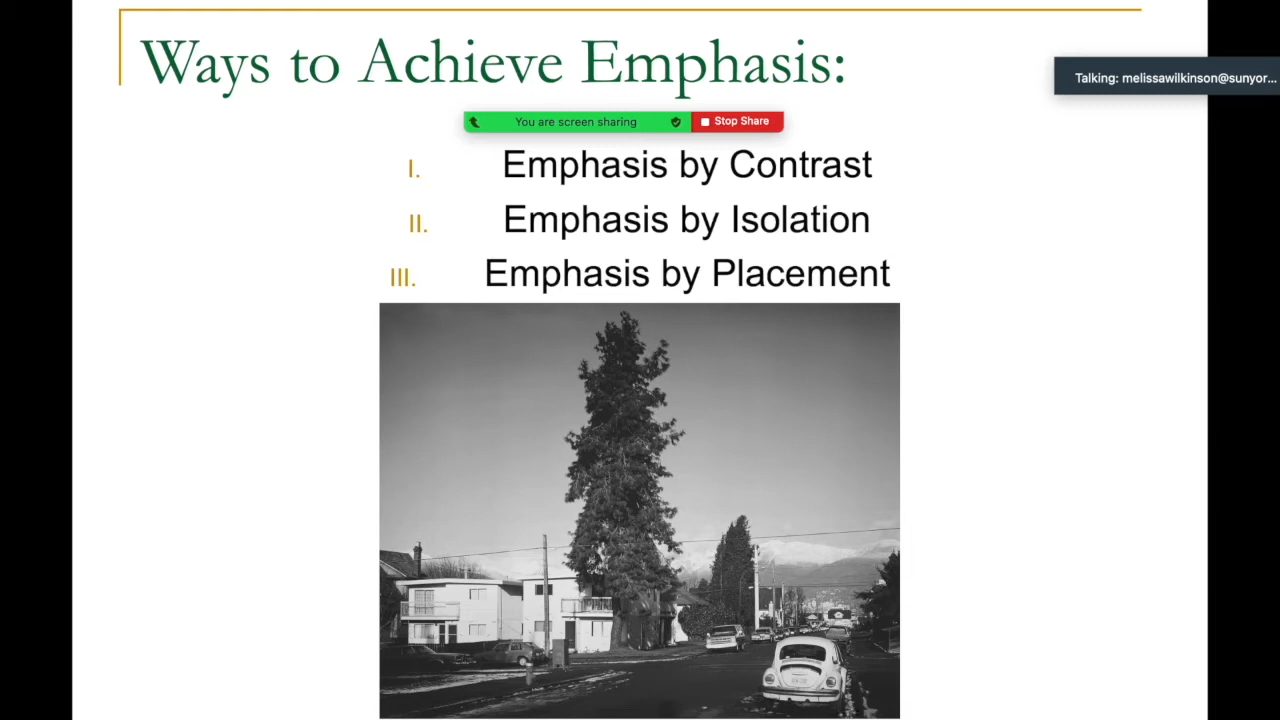 Ways to Achieve Emphasis:
Talking: melissawilkinson@sunyor...
You are screen sharing
Stop Share
I. Emphasis by Contrast
II. Emphasis by Isolation
III. Emphasis by Placement